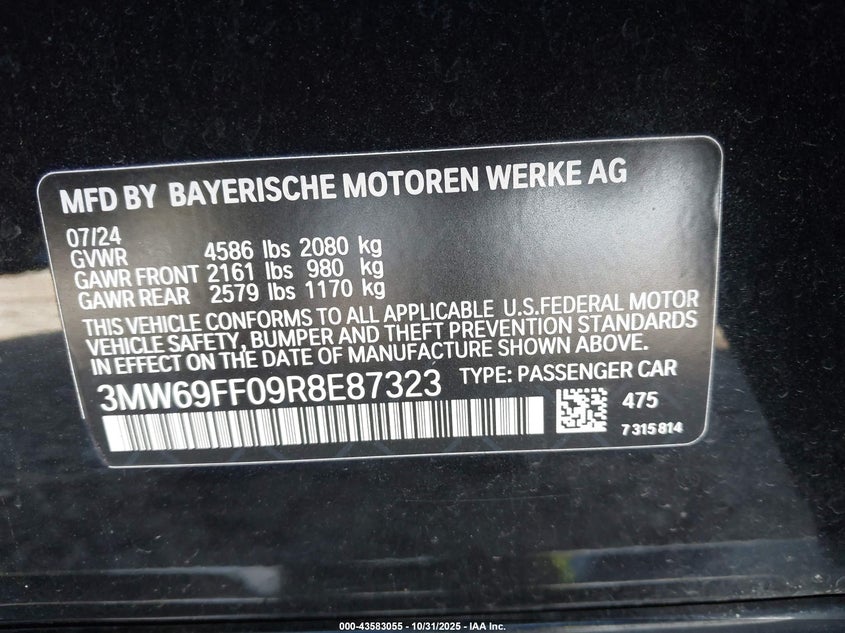 MFD BY BAYERISCHE MOTOREN WERKE AG
07/24
GVWR 4586 lbs 2080 kg
GAWR FRONT 2161 lbs 980 kg
GAWR REAR 2579 lbs 1170 kg
THIS VEHICLE CONFORMS TO ALL APPLICABLE U.S.FEDERAL MOTOR
VEHICLE SAFETY, BUMPER AND THEFT PREVENTION STANDARDS
IN EFFECT ON THE DATE OF MANUFACTURE SHOWN ABOVE.
3MW69FF09R8E87323 TYPE: PASSENGER CAR
475
7315814
000-43583055 - 10/31/2025 - IAA Inc.